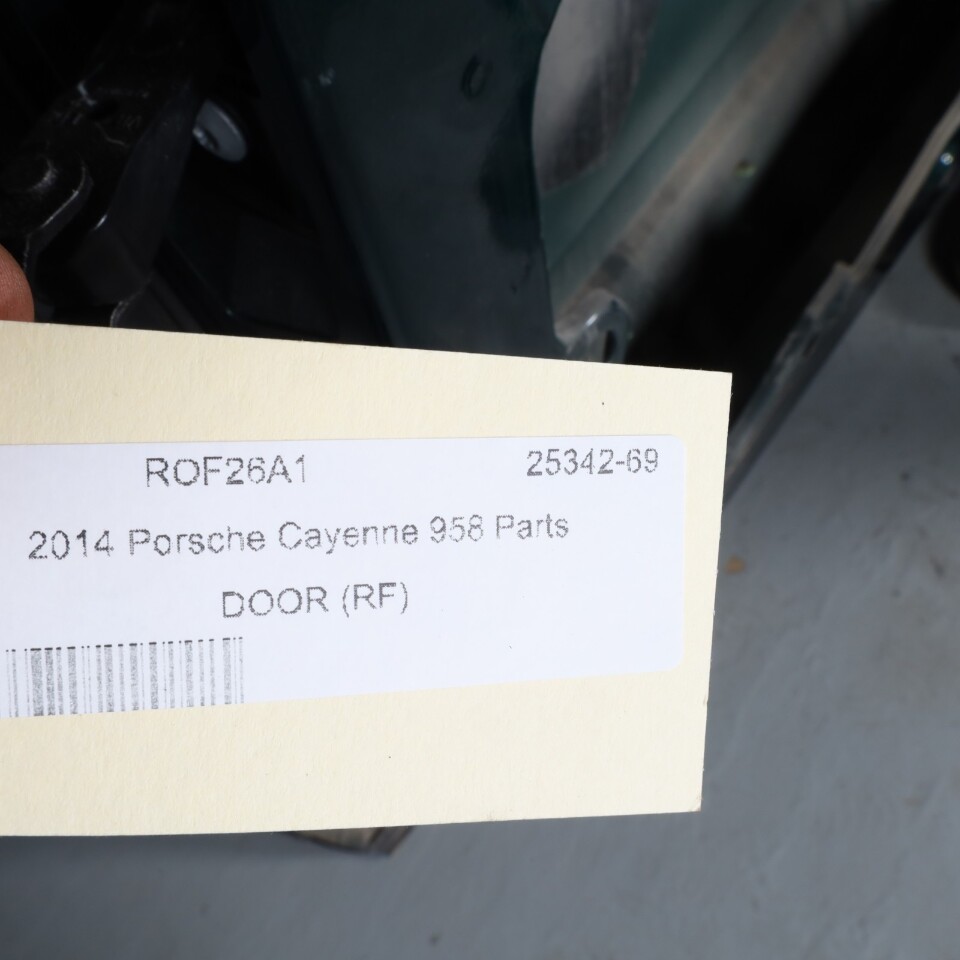 ROF26A1 25342-69
2014 Porsche Cayenne 958 Parts
DOOR (RF)